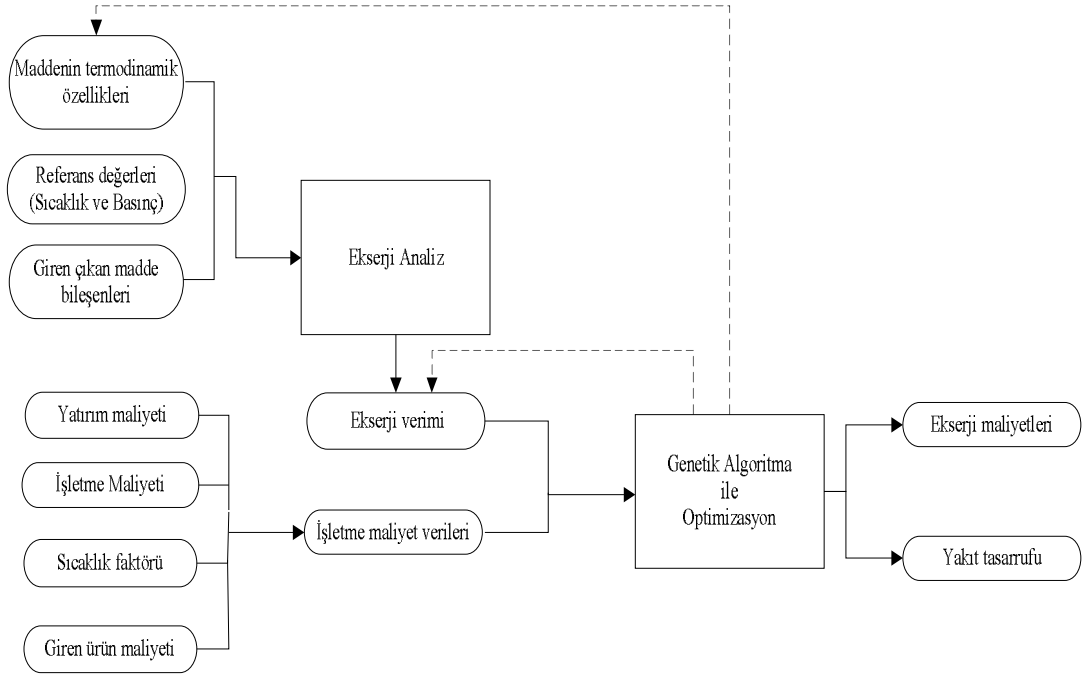 Maddenin termodinamik
özellikleri
Referans değerleri
(Sıcaklık ve Basınç)
Giren çıkan madde
bileşenleri
Ekserji Analiz
Yatırım maliyeti
İşletme Maliyeti
Sıcaklık faktörü
Giren ürün maliyeti
Ekserji verimi
İşletme maliyet verileri
Genetik Algoritma
ile
Optimizasyon
Ekserji maliyetleri
Yakıt tasarrufu